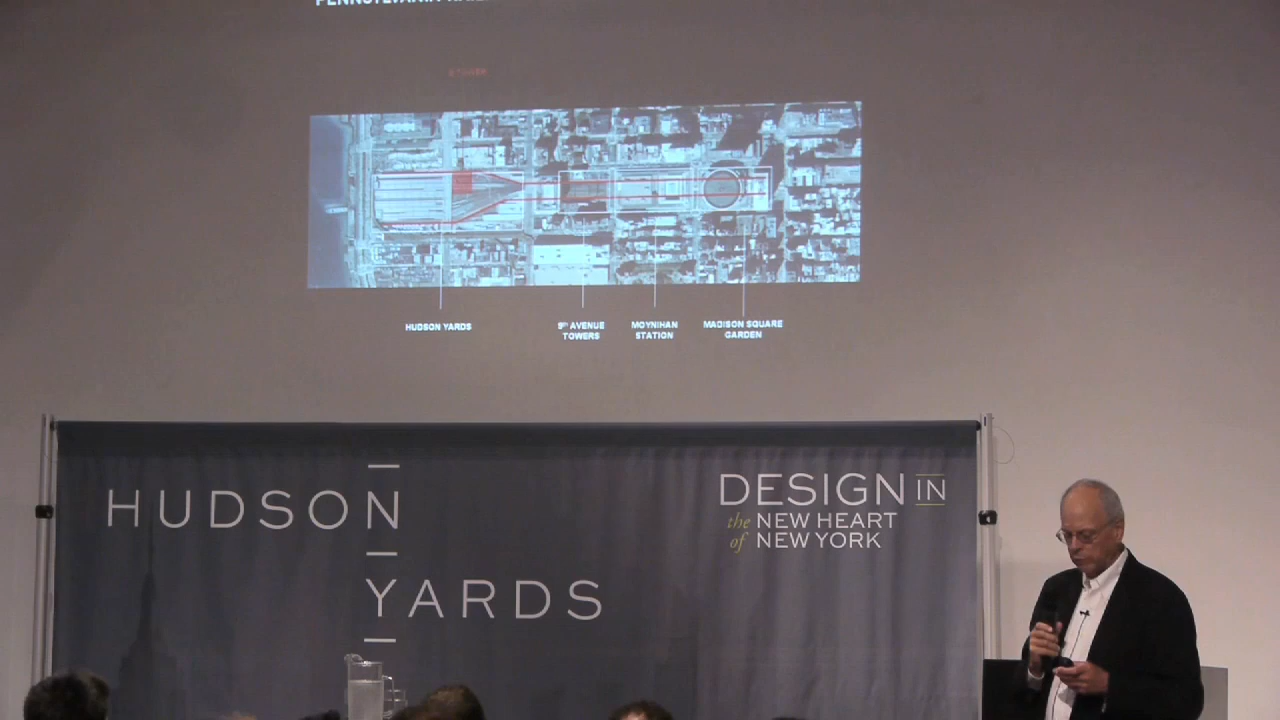 HUDSON YARDS
9th AVENUE
TOWERS
MOYNIHAN
STATION
MADISON SQUARE
GARDEN
HUDSON
YARDS
DESIGN IN
the NEW HEART
of NEW YORK